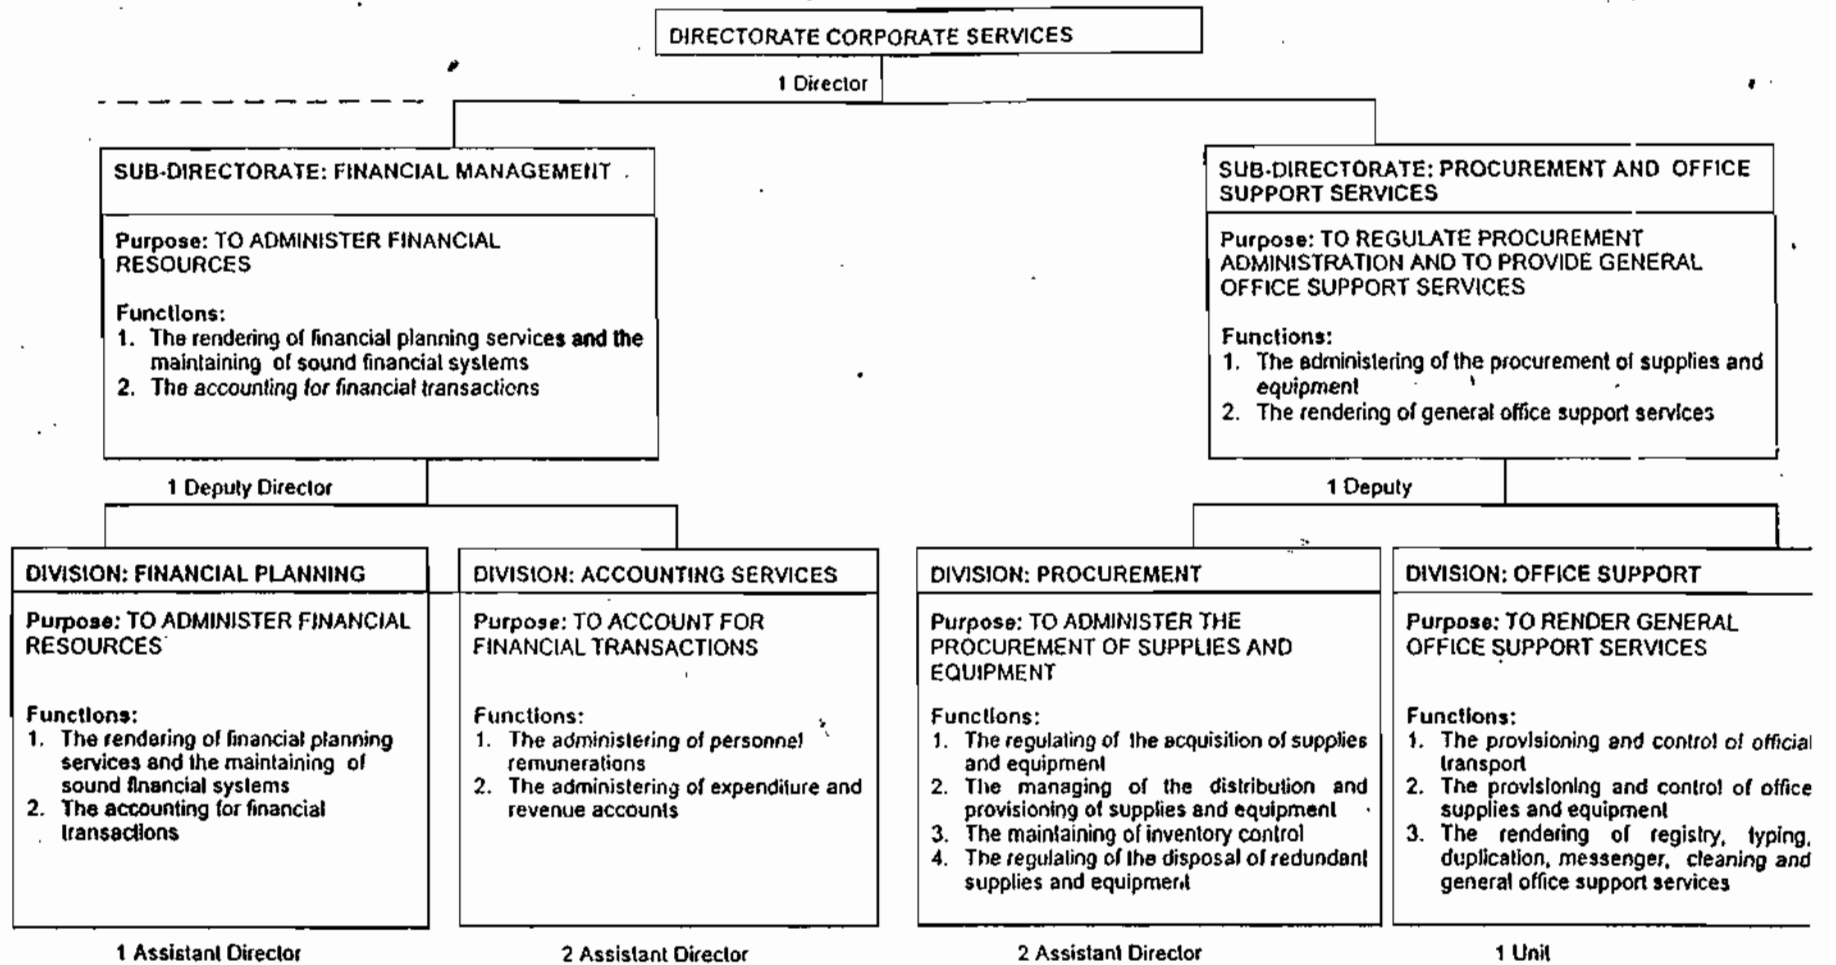 DIRECTORATE CORPORATE SERVICES
1 Director
SUB-DIRECTORATE: FINANCIAL MANAGEMENT
Purpose: TO ADMINISTER FINANCIAL
RESOURCES
Functions:
1. The rendering of financial planning services and the
maintaining of sound financial systems
2. The accounting for financial transactions
1 Deputy Director
SUB-DIRECTORATE: PROCUREMENT AND OFFICE
SUPPORT SERVICES
Purpose: TO REGULATE PROCUREMENT
ADMINISTRATION AND TO PROVIDE GENERAL
OFFICE SUPPORT SERVICES
Functions:
1. The administering of the procurement of supplies and
equipment
2. The rendering of general office support services
1 Deputy
DIVISION: FINANCIAL PLANNING
Purpose: TO ADMINISTER FINANCIAL
RESOURCES
Functions:
1. The rendering of financial planning
services and the maintaining of
sound financial systems
2. The accounting for financial
transactions
1 Assistant Director
DIVISION: ACCOUNTING SERVICES
Purpose: TO ACCOUNT FOR
FINANCIAL TRANSACTIONS
Functions:
1. The administering of personnel
remunerations
2. The administering of expenditure and
revenue accounts
2 Assistant Director
DIVISION: PROCUREMENT
Purpose: TO ADMINISTER THE
PROCUREMENT OF SUPPLIES AND
EQUIPMENT
Functions:
1. The regulating of the acquisition of supplies
and equipment
2. The managing of the distribution and
provisioning of supplies and equipment
3. The maintaining of inventory control
4. The regulating of the disposal of redundant
supplies and equipment
2 Assistant Director
DIVISION: OFFICE SUPPORT
Purpose: TO RENDER GENERAL
OFFICE SUPPORT SERVICES
Functions:
1. The provisioning and control of official
transport
2. The provisioning and control of office
supplies and equipment
3. The rendering of registry, typing,
duplication, messenger, cleaning and
general office support services
1 Unit